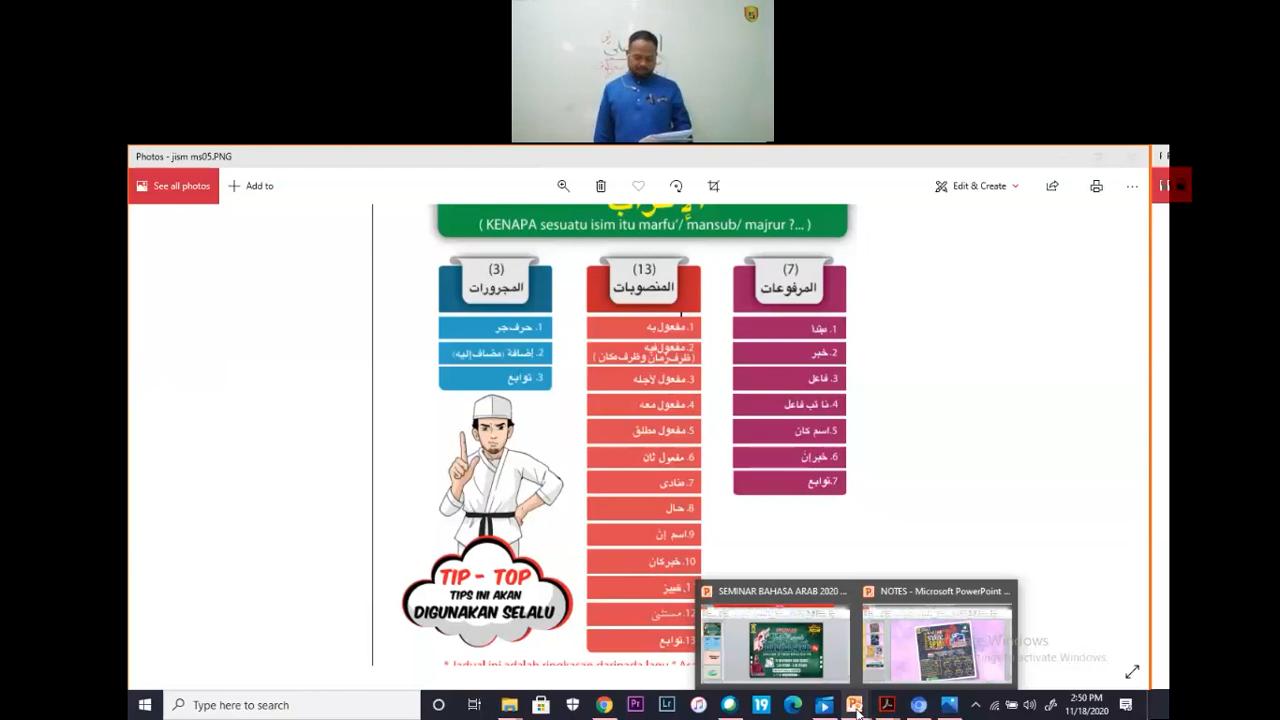 Photos - jism ms05.PNG
See all photos
Add to
Edit & Create
( KENAPA sesuatu isim itu marfu'/ mansub/ majrur ?... )
(7)
المرفوعات
1. مبتدأ
2. خبر
3. فاعل
4. نائب فاعل
5. اسم كان
6. خبر إن
7. توابع
(13)
المنصوبات
1. مفعول به
2. مفعول فيه
(ظرف زمان وظرف مكان)
3. مفعول لأجله
4. مفعول معه
5. مفعول مطلق
6. مفعول ثان
7. منادى
8. حال
9. اسم إن
10. خبر كان
11. تمييز
12. مستثنى
13. توابع
(3)
المجرورات
1. حرف جر
2. إضافة (مضاف إليه)
3. توابع
TIP - TOP
TIPS INI AKAN
DIGUNAKAN SELALU
SEMINAR BAHASA ARAB 2020 ...
NOTES - Microsoft PowerPoint ...
Type here to search
19
2:50 PM
11/18/2020